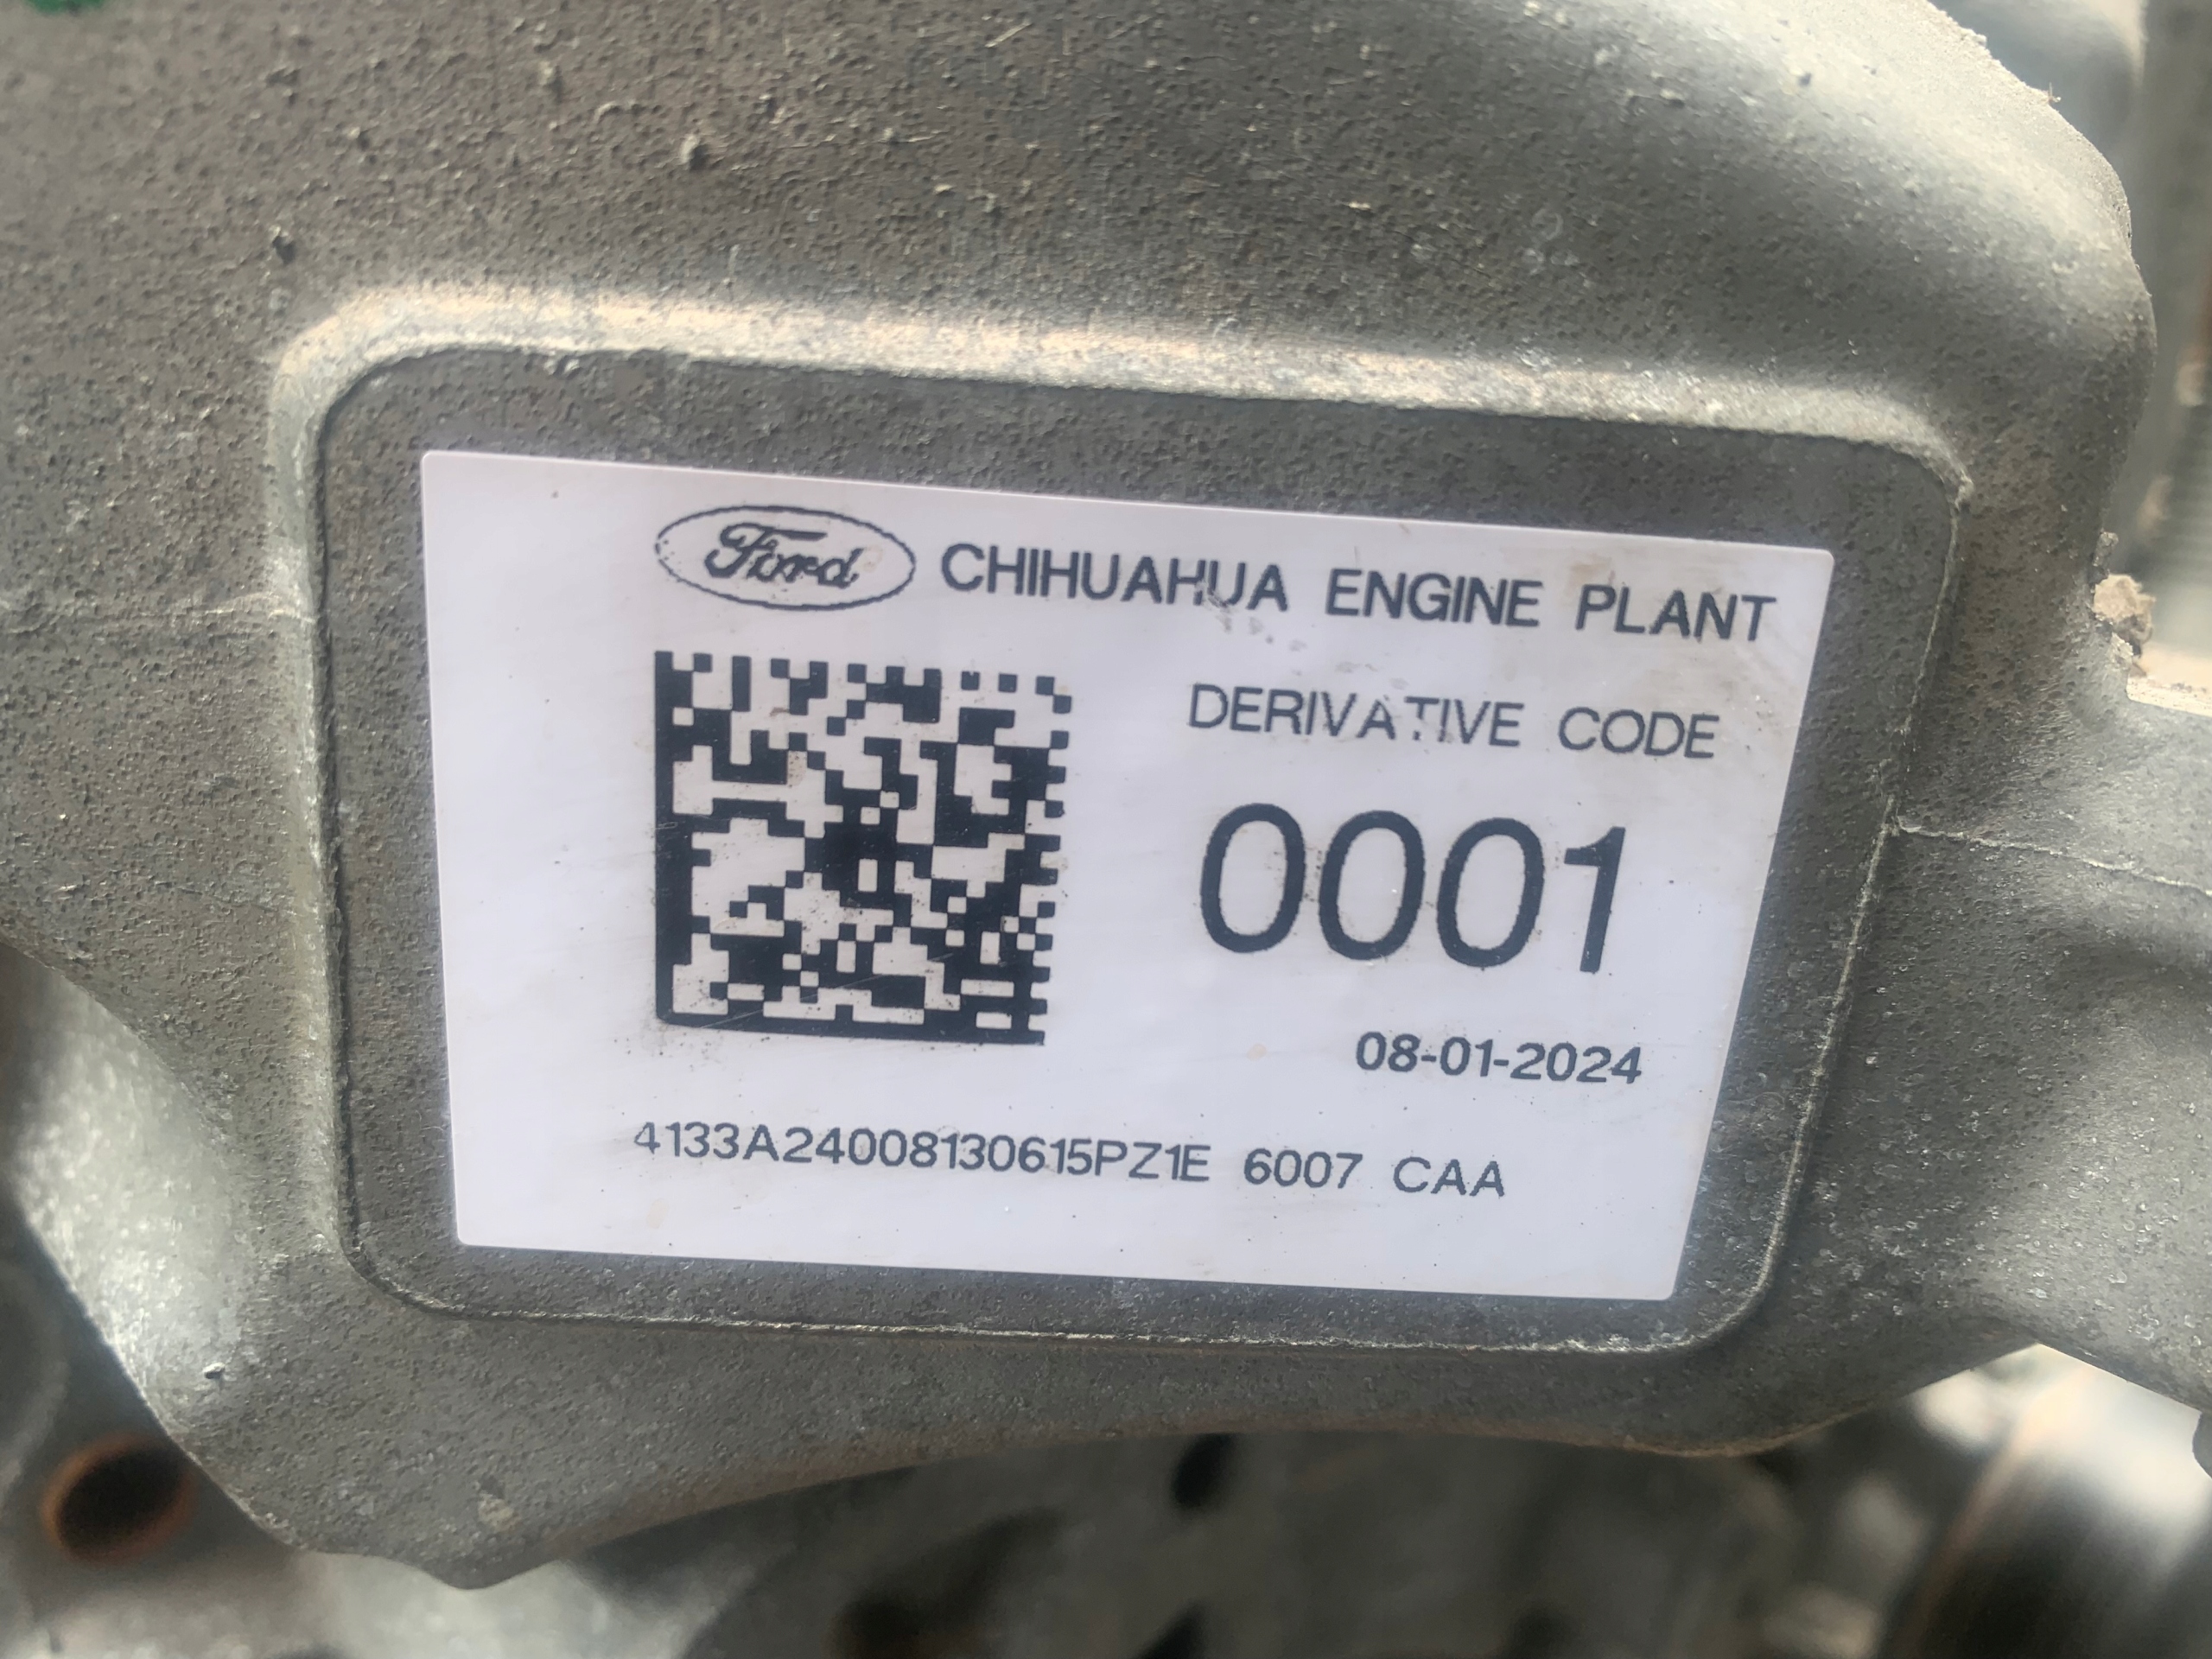 Ford CHIHUAHUA ENGINE PLANT
DERIVATIVE CODE
0001
08-01-2024
4133A24008130615PZ1E 6007 CAA